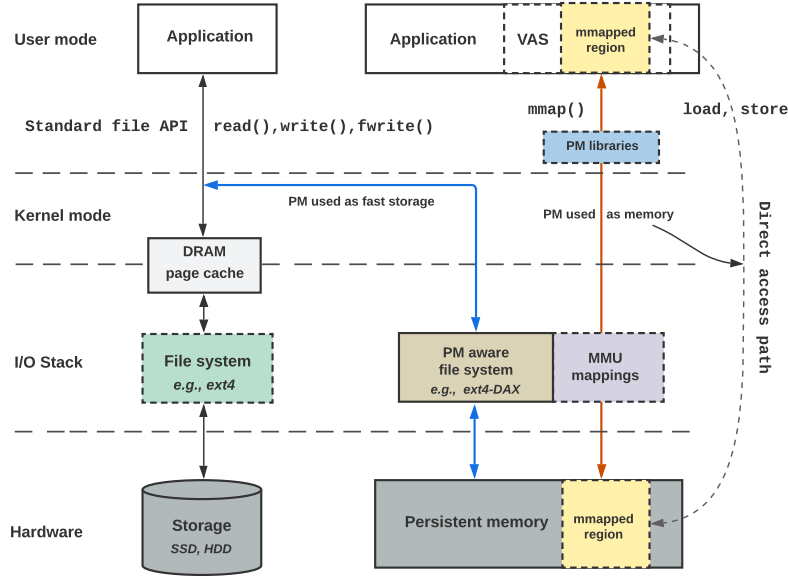 User mode
Application
Application
VAS
mmapped
region
Standard file API
read(),write(),fwrite()
mmap()
load, store
PM libraries
PM used as fast storage
Kernel mode
PM used as memory
Direct access path
DRAM
page cache
I/O Stack
File system
e.g., ext4
PM aware
file system
e.g., ext4-DAX
MMU
mappings
Hardware
Storage
SSD, HDD
Persistent memory
mmapped
region